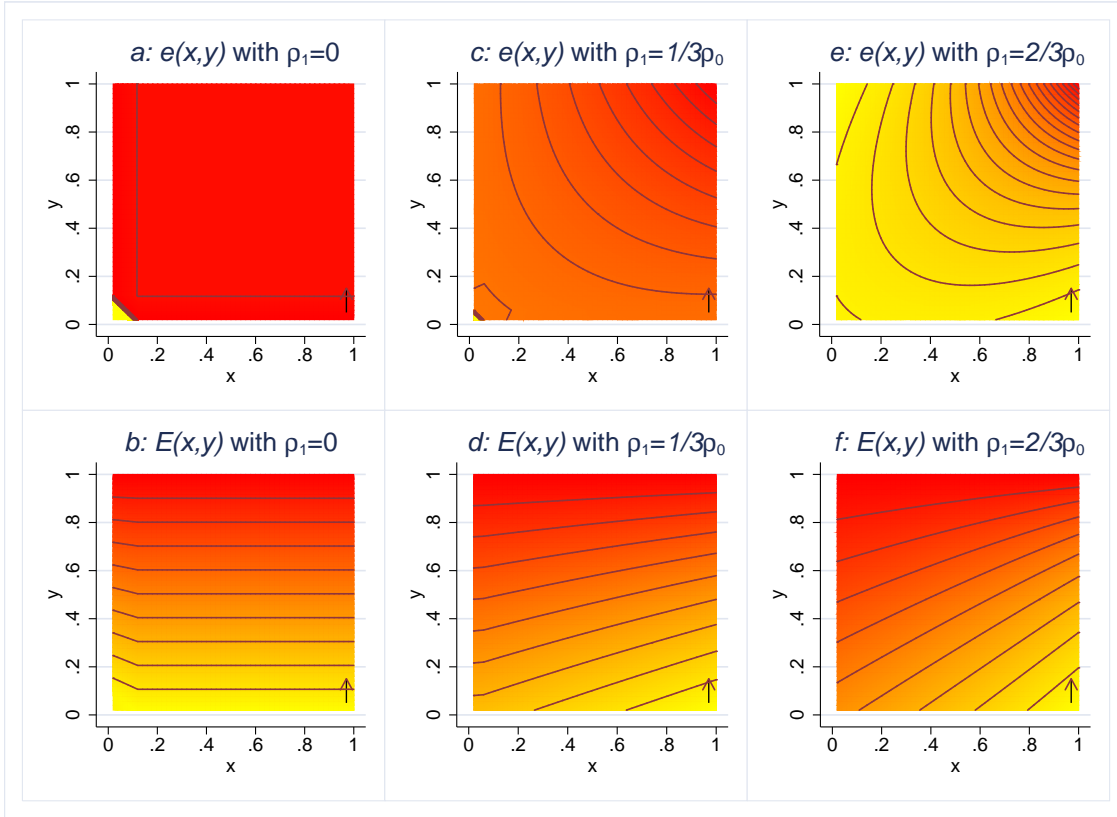 a: e(x,y) with ρ₁=0
c: e(x,y) with ρ₁=1/3ρ₀
e: e(x,y) with ρ₁=2/3ρ₀
1
.8
.6
.4
.2
0
y
0 .2 .4 .6 .8 1
x
1
.8
.6
.4
.2
0
y
0 .2 .4 .6 .8 1
x
1
.8
.6
.4
.2
0
y
0 .2 .4 .6 .8 1
x
b: E(x,y) with ρ₁=0
d: E(x,y) with ρ₁=1/3ρ₀
f: E(x,y) with ρ₁=2/3ρ₀
1
.8
.6
.4
.2
0
y
0 .2 .4 .6 .8 1
x
1
.8
.6
.4
.2
0
y
0 .2 .4 .6 .8 1
x
1
.8
.6
.4
.2
0
y
0 .2 .4 .6 .8 1
x